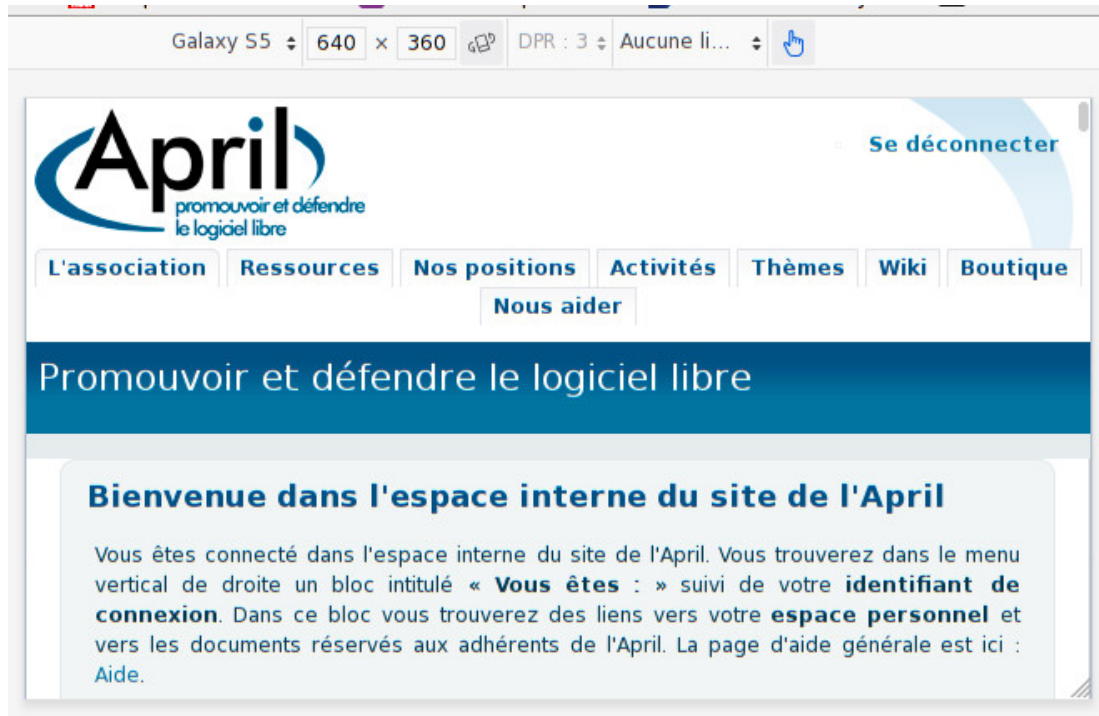 Galaxy S5 640 × 360 DPR : 3 Aucune li...
April
promouvoir et défendre
le logiciel libre
Se déconnecter
L'association Ressources Nos positions Activités Thèmes Wiki Boutique
Nous aider
Promouvoir et défendre le logiciel libre
Bienvenue dans l'espace interne du site de l'April
Vous êtes connecté dans l'espace interne du site de l'April. Vous trouverez dans le menu
vertical de droite un bloc intitulé « Vous êtes : » suivi de votre identifiant de
connexion. Dans ce bloc vous trouverez des liens vers votre espace personnel et
vers les documents réservés aux adhérents de l'April. La page d'aide générale est ici :
Aide.